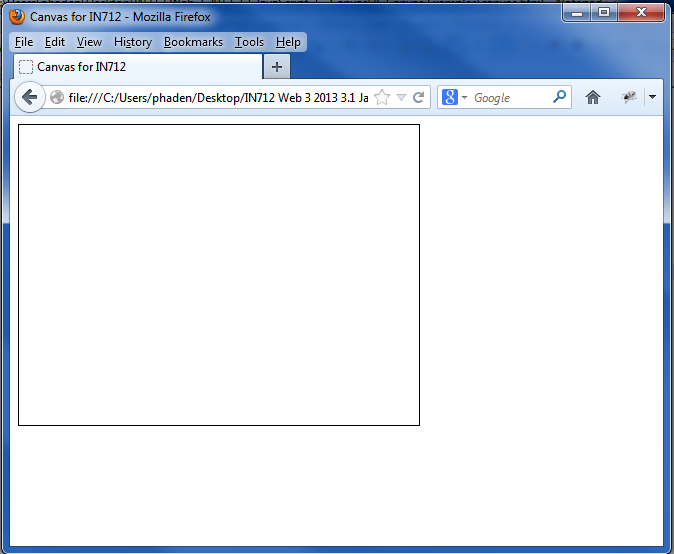 Canvas for IN712 - Mozilla Firefox
File Edit View History Bookmarks Tools Help
Canvas for IN712
file:///C:/Users/phaden/Desktop/IN712 Web 3 2013 3.1 Ja
Google